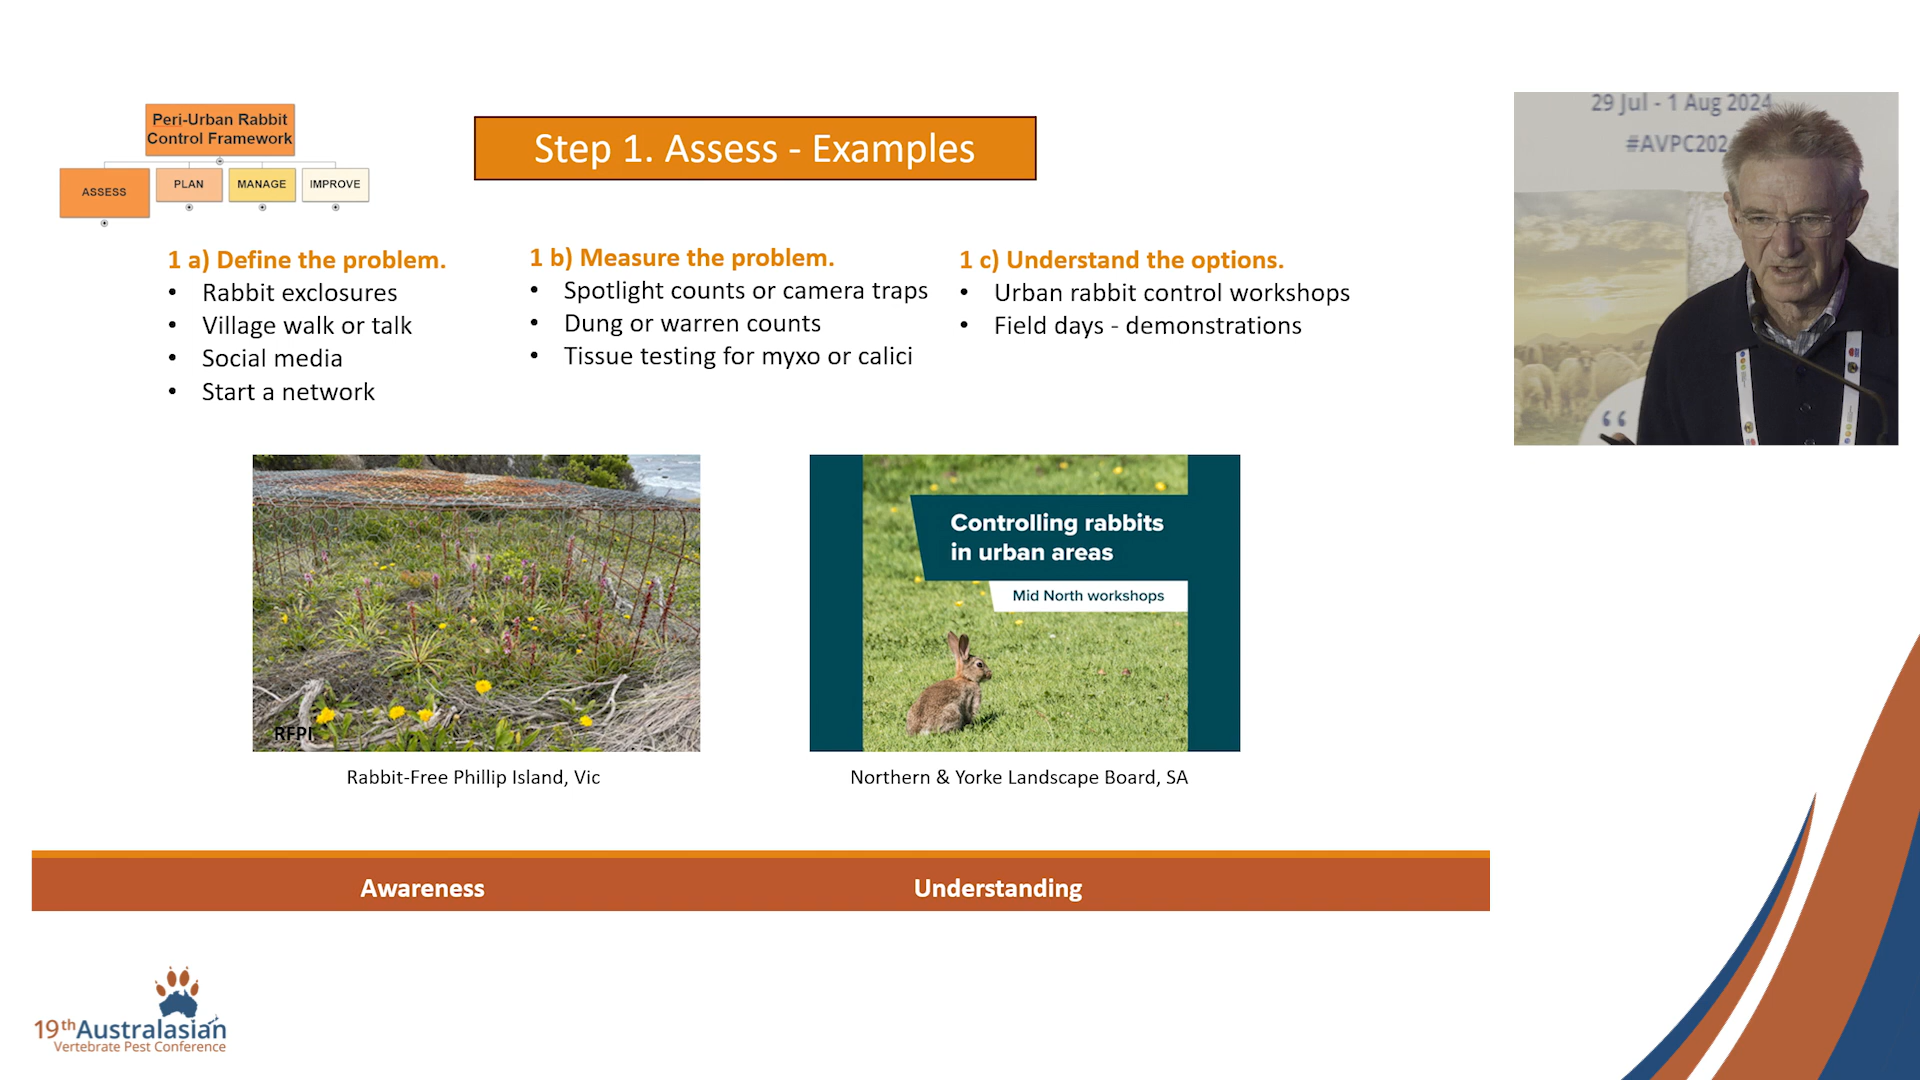 29 Jul - 1 Aug 2024
#AVPC202
Peri-Urban Rabbit
Control Framework
ASSESS
PLAN
MANAGE
IMPROVE
Step 1. Assess - Examples
1 a) Define the problem.
• Rabbit exclosures
• Village walk or talk
• Social media
• Start a network
1 b) Measure the problem.
• Spotlight counts or camera traps
• Dung or warren counts
• Tissue testing for myxo or calici
1 c) Understand the options.
• Urban rabbit control workshops
• Field days - demonstrations
RFPI
Rabbit-Free Phillip Island, Vic
Controlling rabbits
in urban areas
Mid North workshops
Northern & Yorke Landscape Board, SA
Awareness
Understanding
19th Australasian
Vertebrate Pest Conference